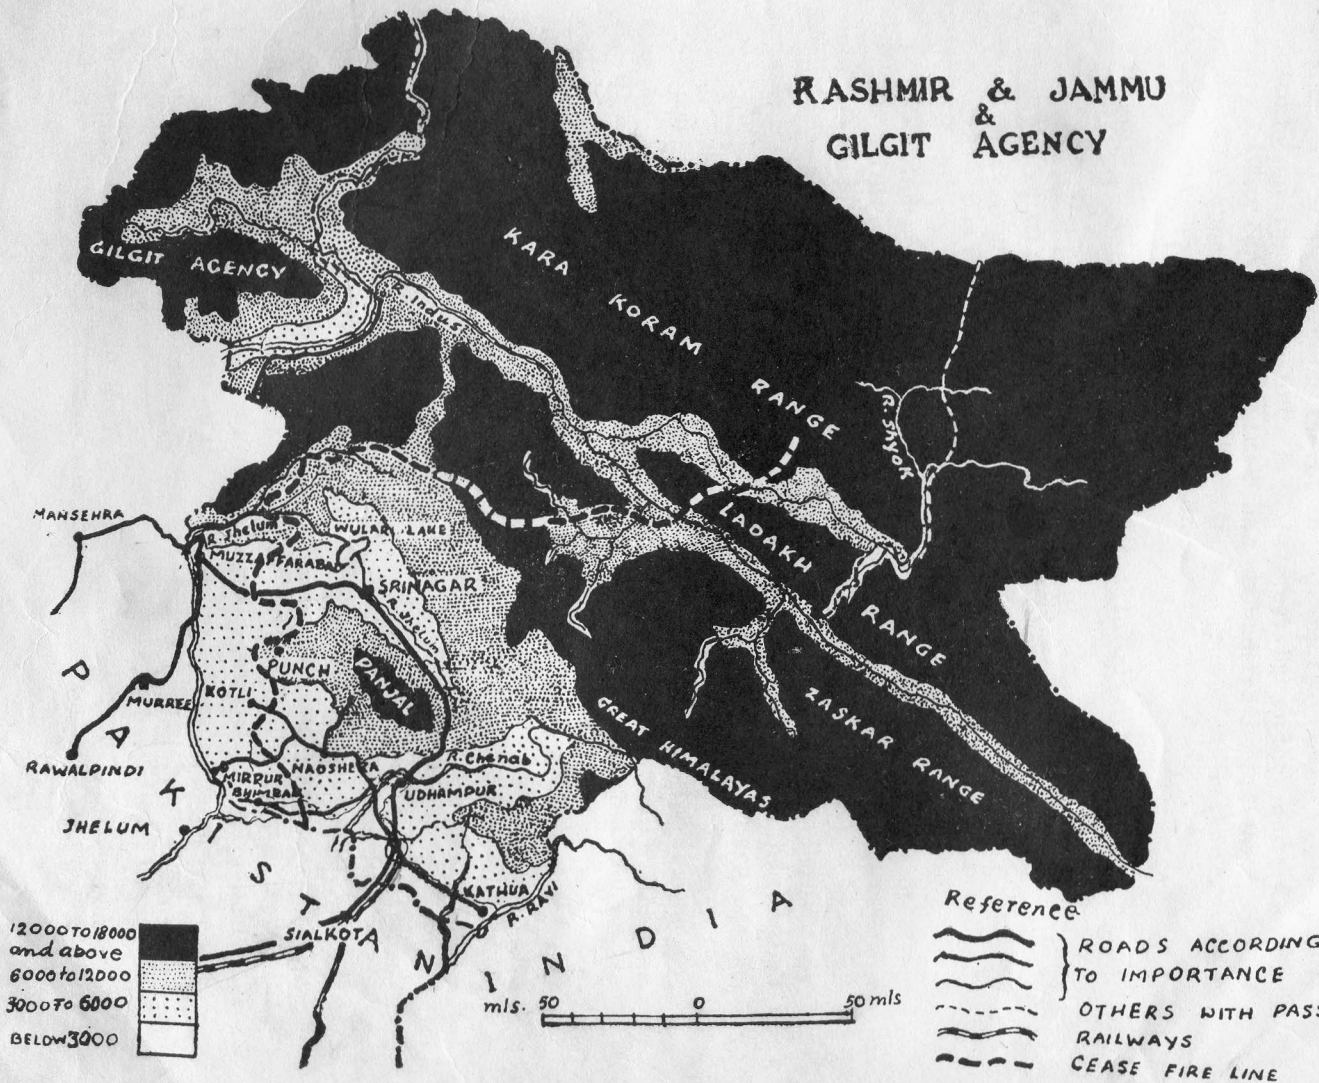 KASHMIR & JAMMU
&
GILGIT AGENCY
GILGIT AGENCY
R. Indus
KARA KORAM RANGE
R. Shyok
LADAKH RANGE
ZASKAR RANGE
GREAT HIMALAYAS
MANSEHRA
R. Jhelum
WULAR LAKE
MUZZAFFARABAD
SRINAGAR
R. Jhelum
PUNCH
PANJAL
KOTLI
MURREE
RAWALPINDI
MIRPUR
BHIMBAR
NAOSHERA
R. Chenab
UDHAMPUR
JHELUM
KATHUA
R. RAVI
SIALKOT
PAKISTAN
INDIA
12000 TO 18000
and above
6000 to 12000
3000 TO 6000
BELOW 3000
mls. 50 0 50 mls
Reference
ROADS ACCORDING
TO IMPORTANCE
OTHERS WITH PASS
RAILWAYS
CEASE FIRE LINE